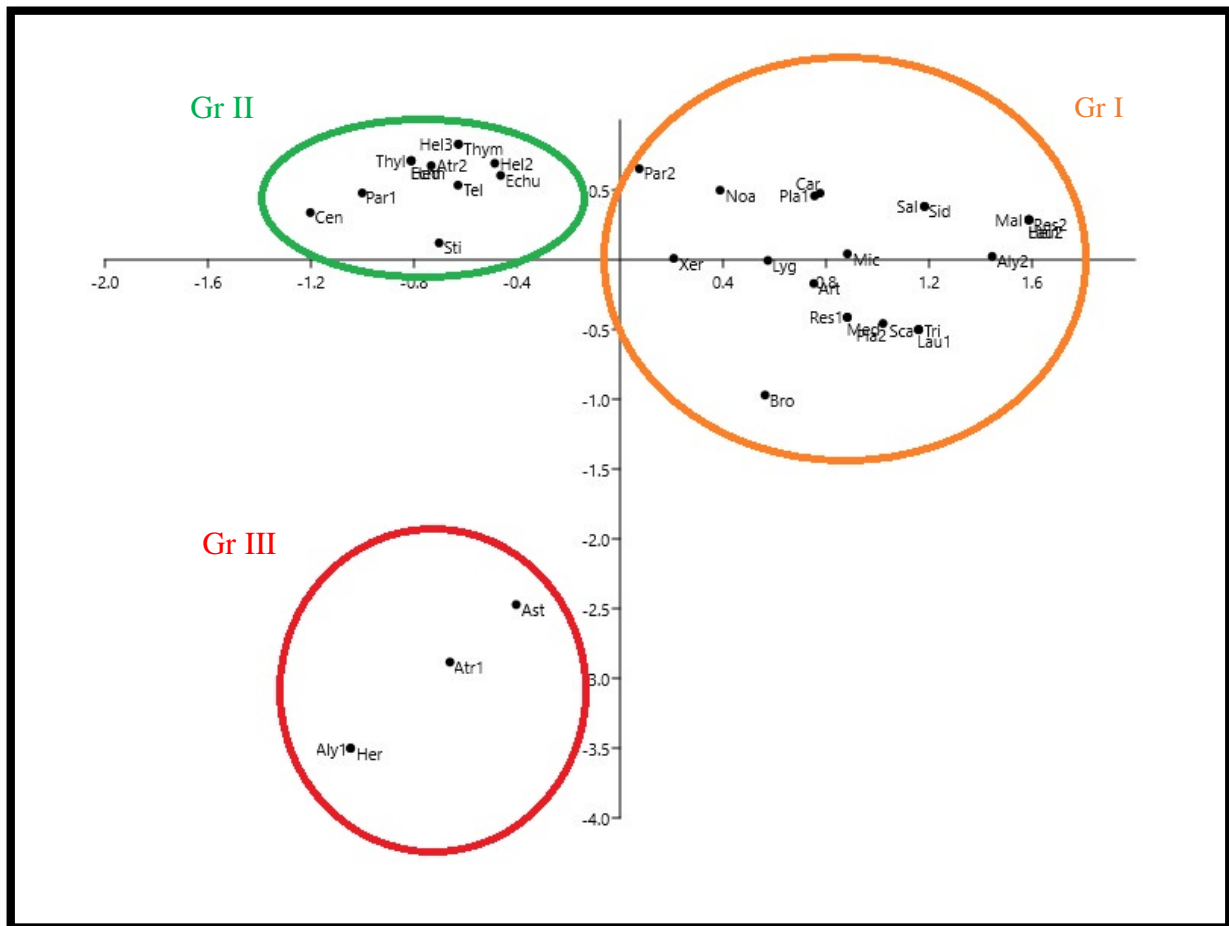 Gr II
Gr I
Hel3 Thym
Thyl Atr2 Hel2
Echu
Tel
Par1
Cen
Sti
Par2
Noa
Car
Pla1
Sal Sid
Mal Res2
0.5
Xer
Lyg
Mic
Aly2
-2.0 -1.6 -1.2 -0.8 -0.4 0.4 0.8 1.2 1.6
Art
Res1 Med Sca Tri
Pla2 Lau1
-0.5
Bro
-1.0
-1.5
-2.0
Gr III
-2.5
Ast
Atr1
3.0
Aly1 Her
-3.5
-4.0